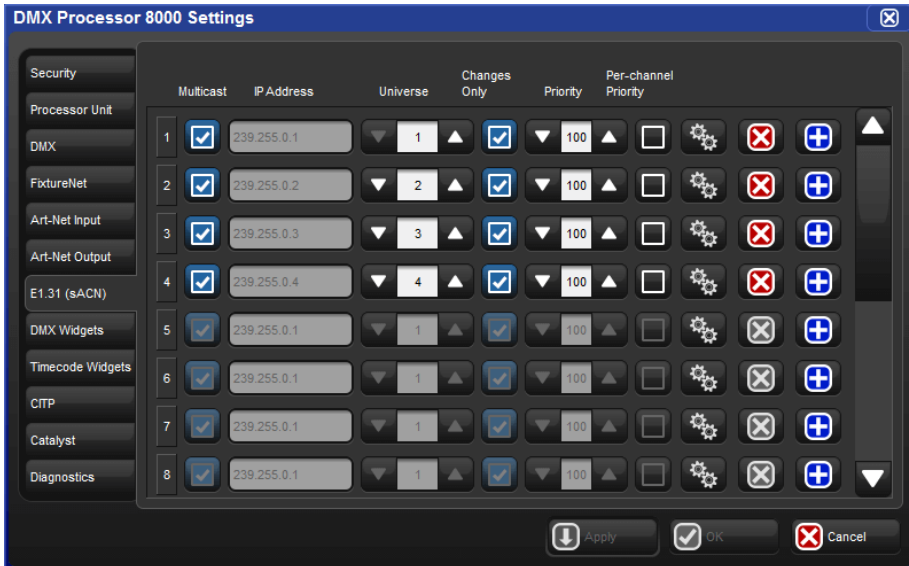 DMX Processor 8000 Settings
Security
Processor Unit
DMX
FixtureNet
Art-Net Input
Art-Net Output
E1.31 (sACN)
DMX Widgets
Timecode Widgets
CITP
Catalyst
Diagnostics
Multicast IP Address Universe Changes Only Priority Per-channel Priority
1 239.255.0.1 1 100
2 239.255.0.2 2 100
3 239.255.0.3 3 100
4 239.255.0.4 4 100
5 239.255.0.1 1 100
6 239.255.0.1 1 100
7 239.255.0.1 1 100
8 239.255.0.1 1 100
Apply OK Cancel